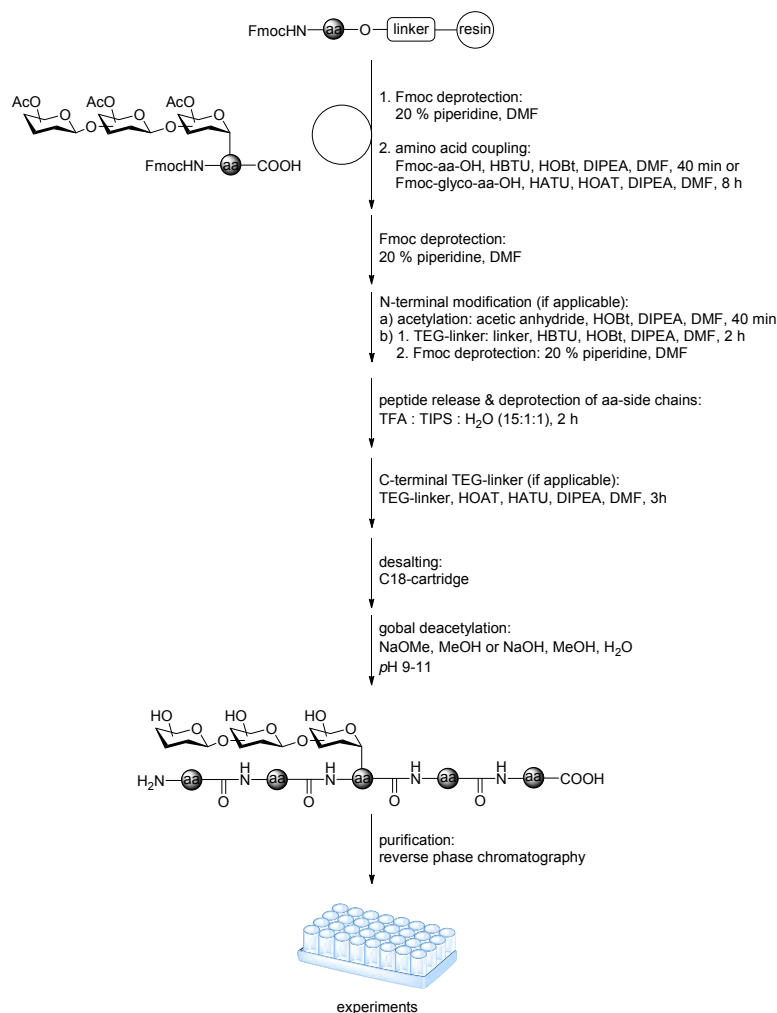 FmocHN aa O linker resin
AcO O AcO O AcO O
O O
FmocHN aa COOH
1. Fmoc deprotection:
20 % piperidin, DMF
2. amino acid coupling:
Fmoc-aa-OH, HBTU, HOBt, DIPEA, DMF, 40 min or
Fmoc-glyco-aa-OH, HATU, HOAT, DIPEA, DMF, 8 h
Fmoc deprotection:
20 % piperidine, DMF
N-terminal modification (if applicable):
a) acetylation: acetic anhydride, HOBt, DIPEA, DMF, 40 min
b) 1. TEG-linker: linker, HBTU, HOBt, DIPEA, DMF, 2 h
2. Fmoc deprotection: 20 % piperidine, DMF
peptide release & deprotection of aa-side chains:
TFA : TIPS : H2O (15:1:1), 2 h
C-terminal TEG-linker (if applicable):
TEG-linker, HOAT, HATU, DIPEA, DMF, 3h
desalting:
C18-cartridge
gobal deacetylation:
NaOMe, MeOH or NaOH, MeOH, H2O
pH 9-11
HO O HO O HO O
O O
H2N aa O H N aa O H N aa O H N aa O H N aa COOH
purification:
reverse phase chromatography
experiments